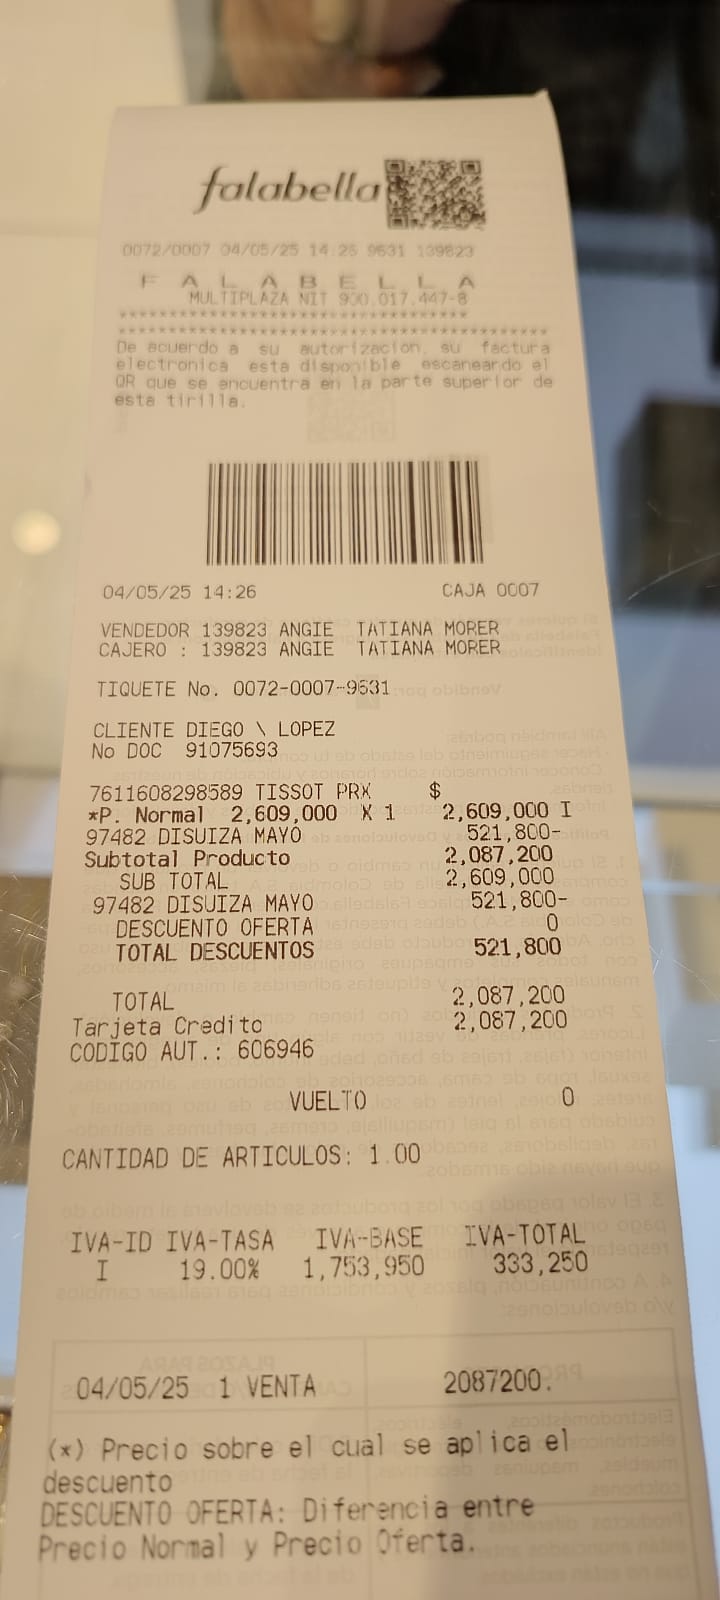 falabella
0072/0007 04/05/25 14:25 9631 139823
F A L A B E L L A
MULTIPLAZA NIT 900.017.447-8
************************************
********************************************
De acuerdo a su autorizacion, su factura
electronica esta disponible escaneando el
QR que se encuentra en la parte superior de
esta tirilla.
04/05/25 14:26 CAJA 0007
VENDEDOR 139823 ANGIE TATIANA MORER
CAJERO : 139823 ANGIE TATIANA MORER
TIQUETE No. 0072-0007-9631
CLIENTE DIEGO \ LOPEZ
No DOC 91075693
7611608298589 TISSOT PRX $
*P. Normal 2,609,000 X 1 2,609,000 I
97482 DISUIZA MAYO 521,800-
Subtotal Producto 2,087,200
SUB TOTAL 2,609,000
97482 DISUIZA MAYO 521,800-
DESCUENTO OFERTA 0
TOTAL DESCUENTOS 521,800
TOTAL 2,087,200
Tarjeta Credito 2,087,200
CODIGO AUT.: 606946
VUELTO 0
CANTIDAD DE ARTICULOS: 1.00
IVA-ID IVA-TASA IVA-BASE IVA-TOTAL
I 19.00% 1,753,950 333,250
04/05/25 1 VENTA 2087200.
(*) Precio sobre el cual se aplica el
descuento
DESCUENTO OFERTA: Diferencia entre
Precio Normal y Precio Oferta.